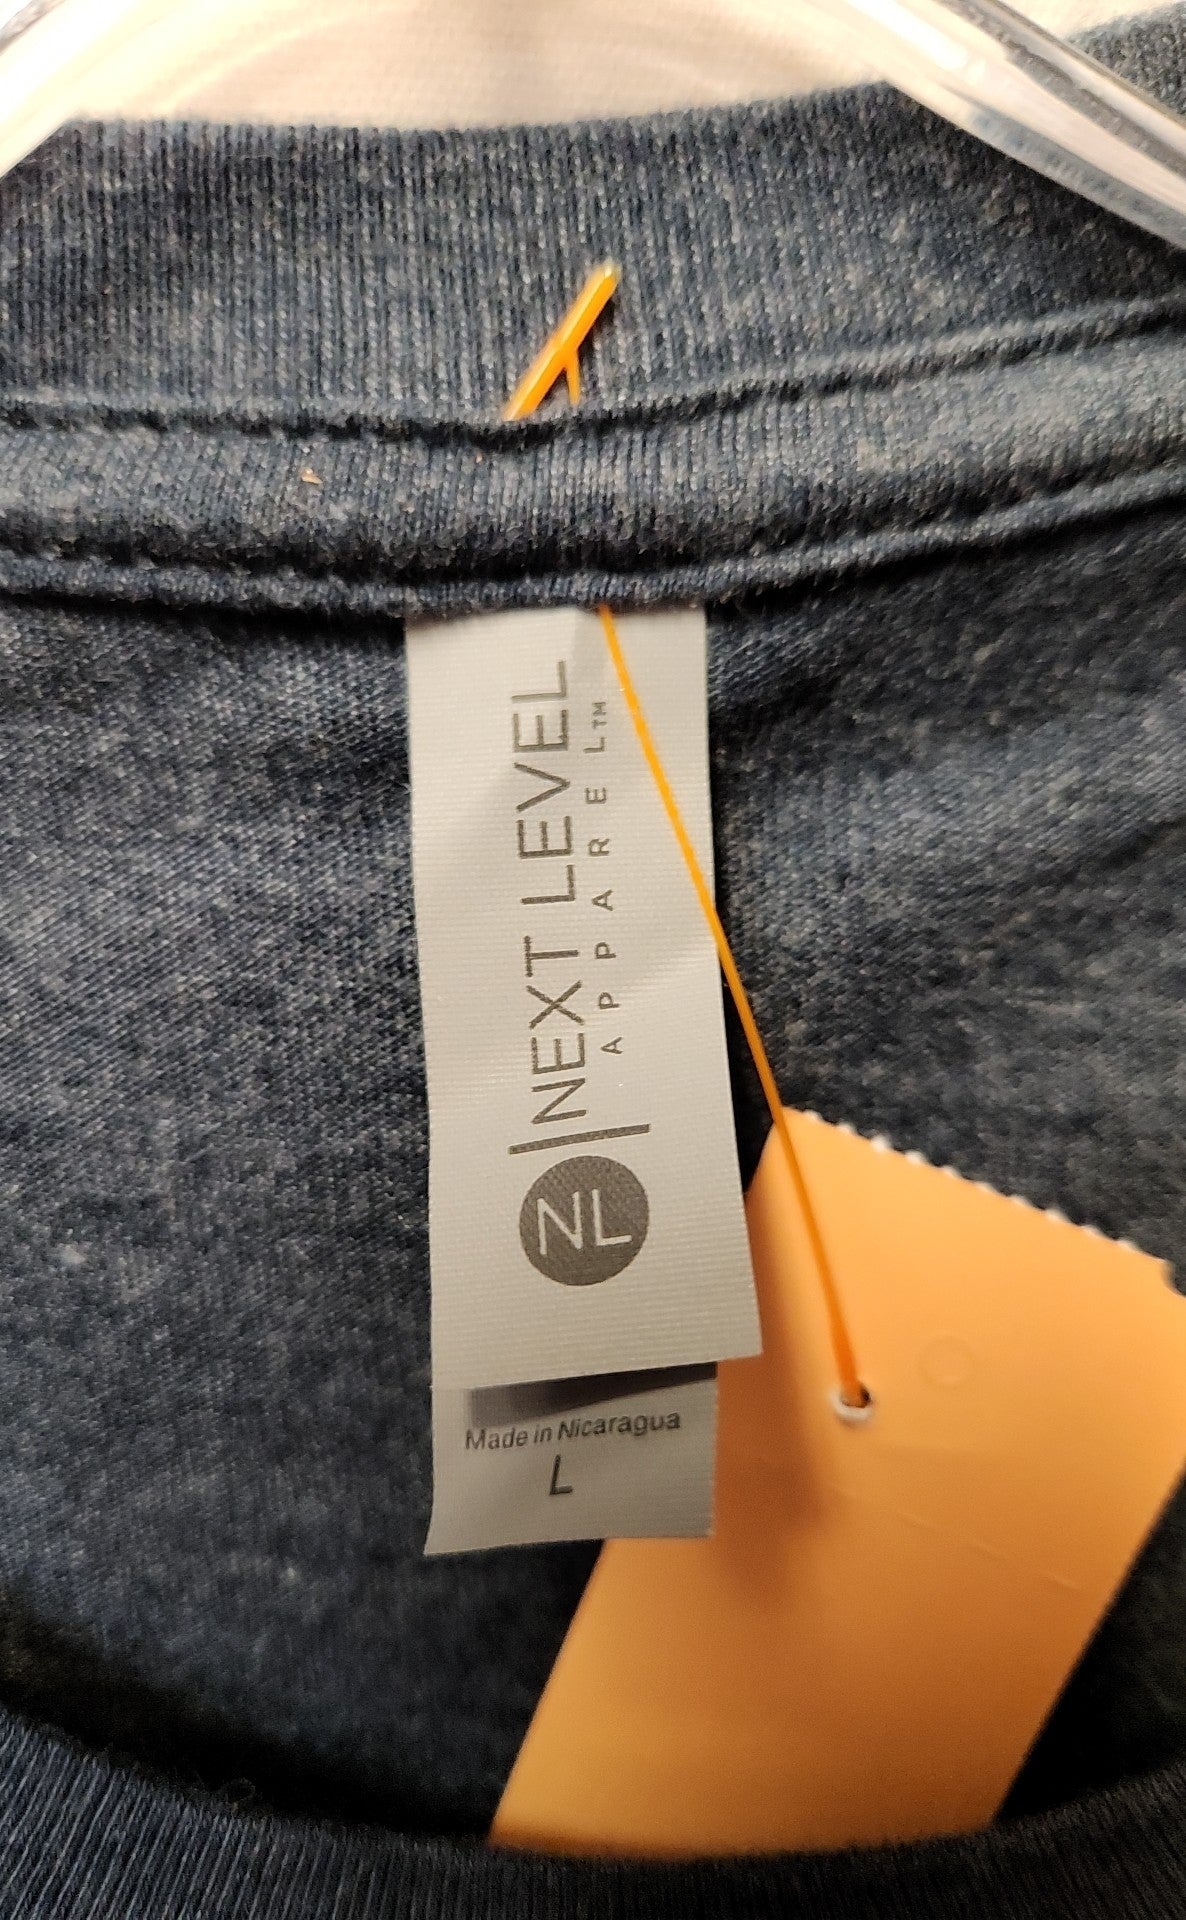 NL | NEXT LEVEL
APPAREL™
Made in Nicaragua
L